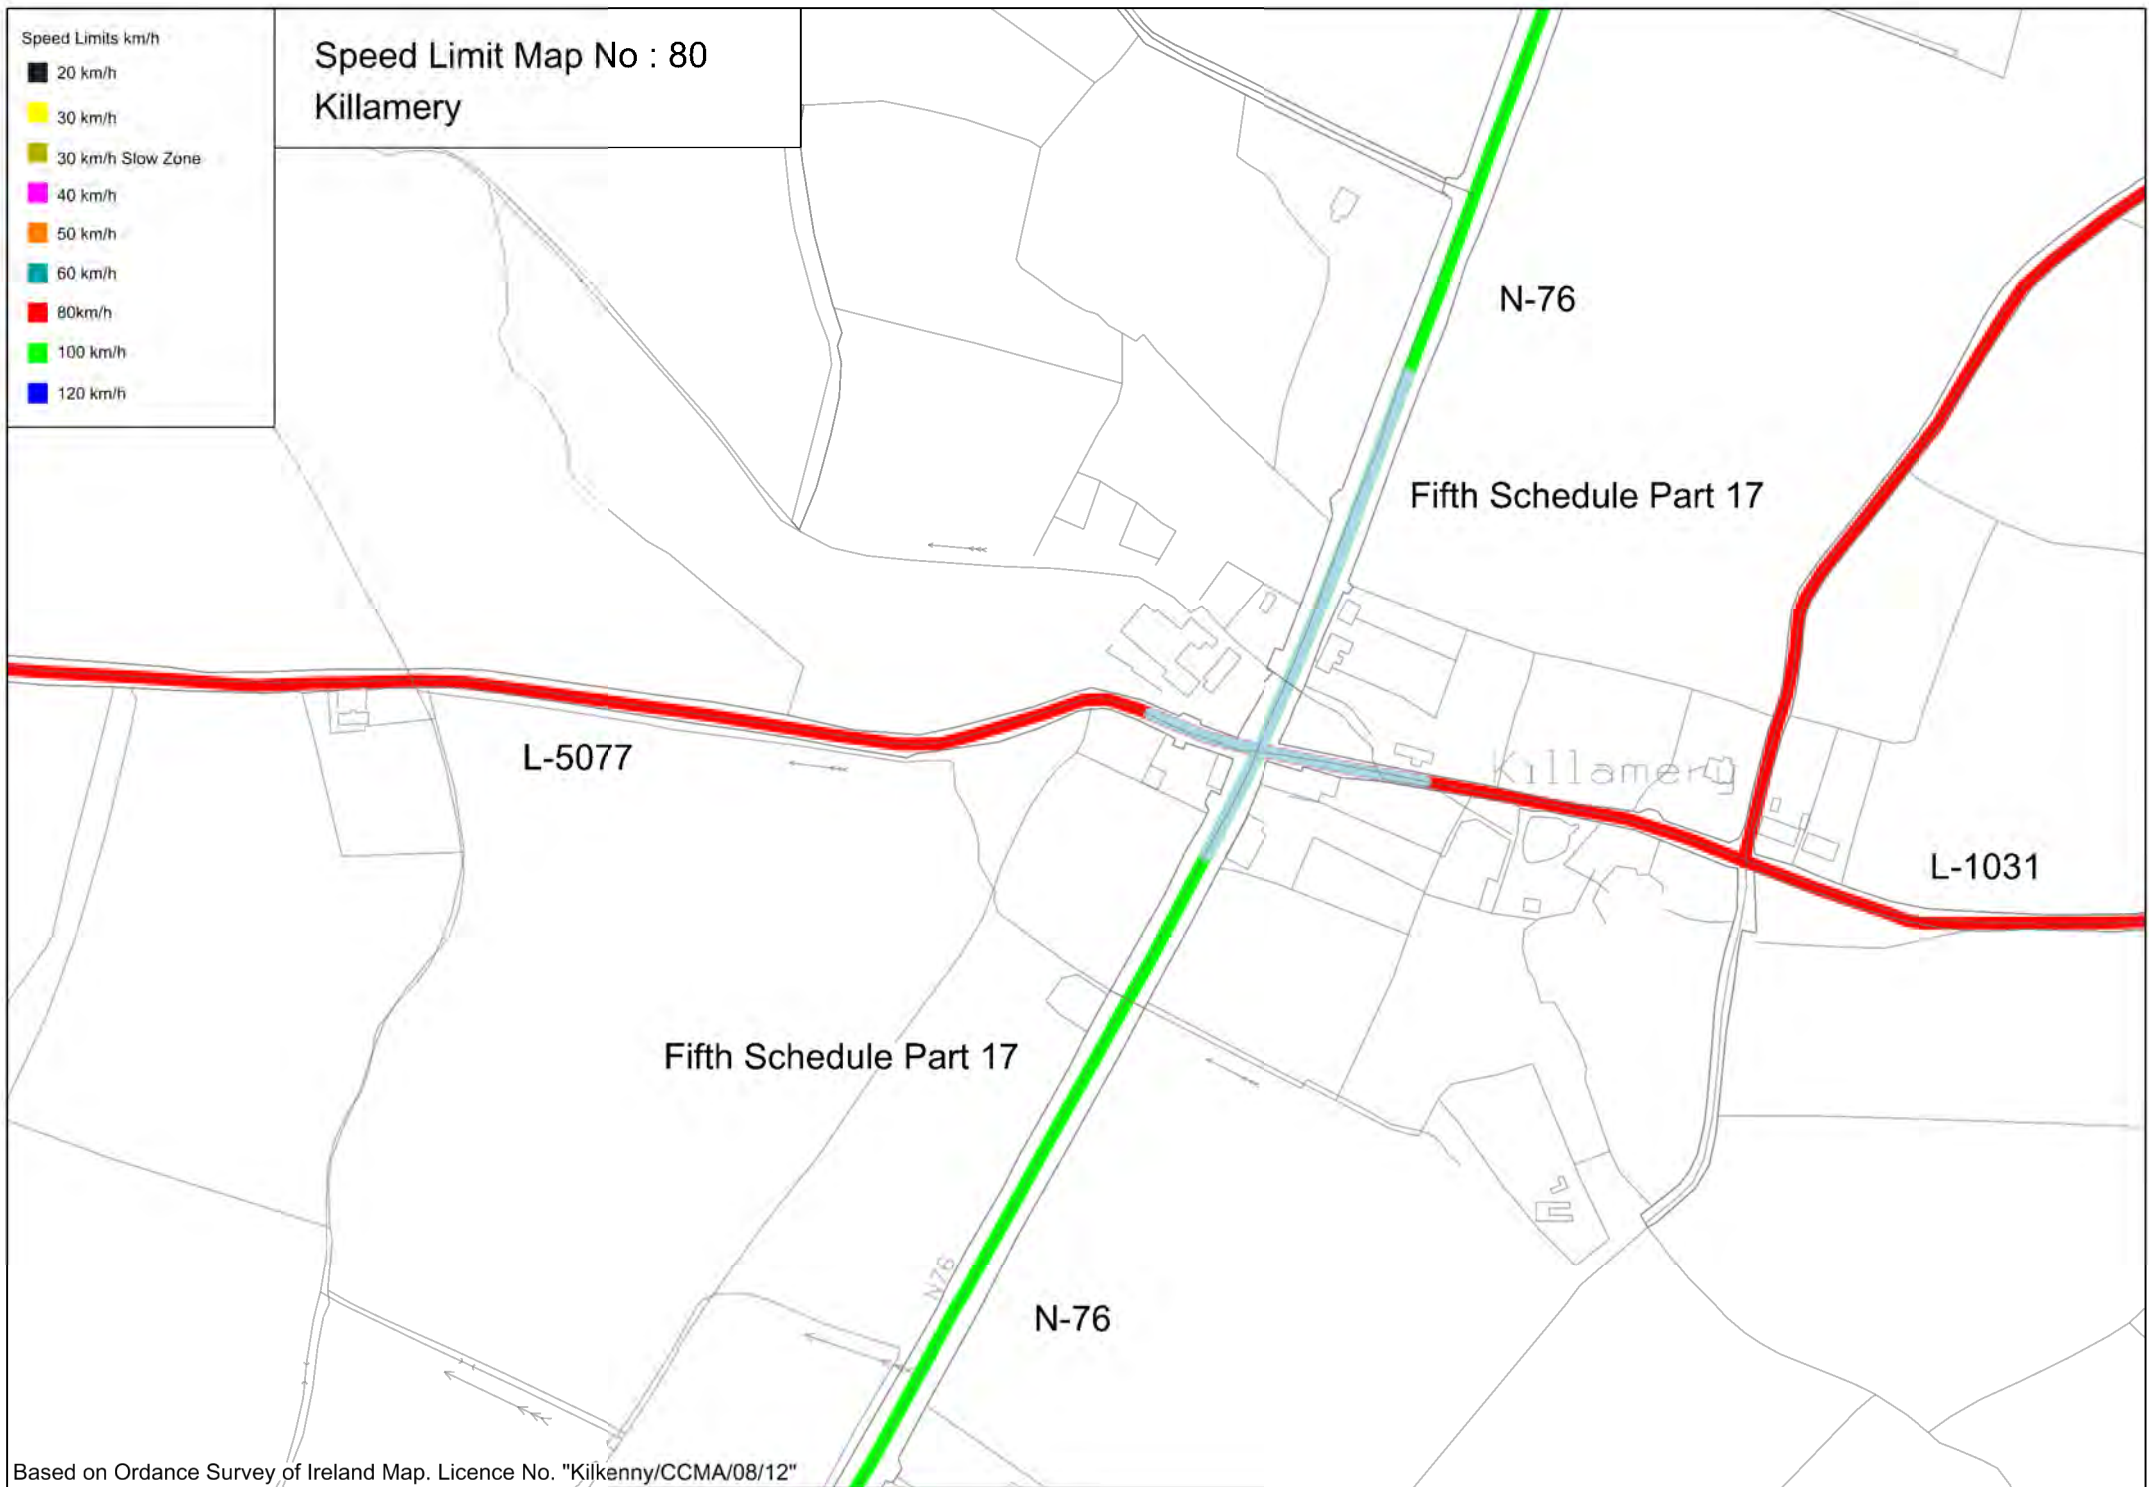 Speed Limits km/h
20 km/h
30 km/h
30 km/h Slow Zone
40 km/h
50 km/h
60 km/h
80km/h
100 km/h
120 km/h
Speed Limit Map No : 80
Killamery
N-76
Fifth Schedule Part 17
L-5077
Killamery
L-1031
Fifth Schedule Part 17
N76
N-76
Based on Ordance Survey of Ireland Map. Licence No. "Kilkenny/CCMA/08/12"